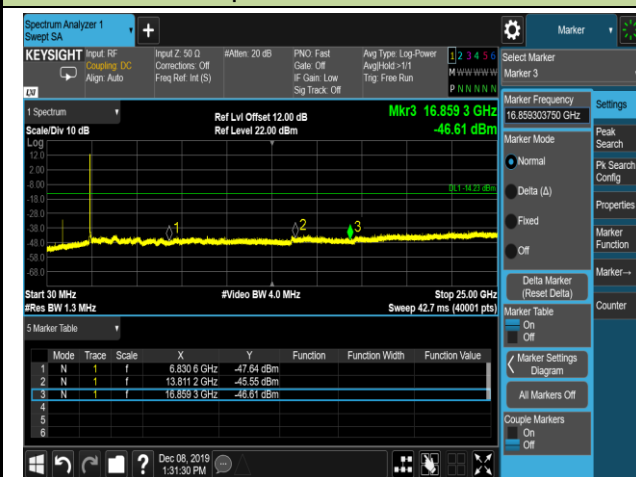 Spectrum Analyzer 1
Swept SA
+
Marker
KEYSIGHT
Input: RF
Coupling: DC
Align: Auto
Input Z: 50 Ω
Corrections: Off
Freq Ref: Int (S)
#Atten: 20 dB
PNO: Fast
Gate: Off
IF Gain: Low
Sig Track: Off
Avg Type: Log-Power
Avg|Hold:>1/1
Trig: Free Run
1 2 3 4 5 6
M W W W W W
P N N N N N
LXI
Select Marker
Marker 3
1 Spectrum
Scale/Div 10 dB
Log
Ref Lvl Offset 12.00 dB
Ref Level 22.00 dBm
Mkr3 16.859 3 GHz
-46.61 dBm
12.0
2.00
-8.00
-18.0
-28.0
-38.0
-48.0
-58.0
-68.0
DL1 -14.23 dBm
1
2
3
Start 30 MHz
#Res BW 1.3 MHz
#Video BW 4.0 MHz
Stop 25.00 GHz
Sweep 42.7 ms (40001 pts)
5 Marker Table
Mode Trace Scale X Y Function Function Width Function Value
1 N 1 f 6.830 6 GHz -47.64 dBm
2 N 1 f 13.811 2 GHz -45.55 dBm
3 N 1 f 16.859 3 GHz -46.61 dBm
4
5
6
Marker Frequency
16.859303750 GHz
Marker Mode
Normal
Delta (Δ)
Fixed
Off
Delta Marker
(Reset Delta)
Marker Table
On
Off
Marker Settings
Diagram
All Markers Off
Couple Markers
On
Off
Settings
Peak
Search
Pk Search
Config
Properties
Marker
Function
Marker→
Counter
?
Dec 08, 2019
1:31:30 PM